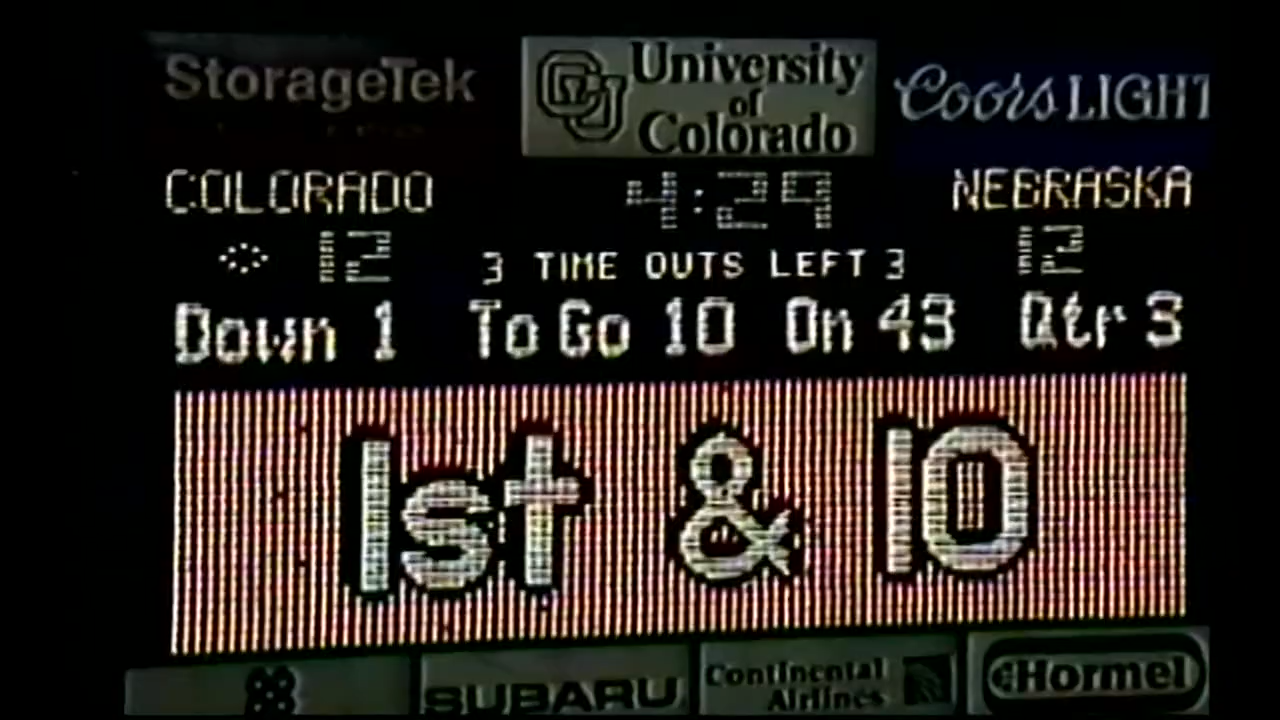 StorageTek
CU University of Colorado
Coors LIGHT
COLORADO 4:29 NEBRASKA
12 3 TIME OUTS LEFT 3 12
Down 1 To Go 10 On 43 Qtr 3
1st & 10
SUBARU
Continental Airlines
Hormel